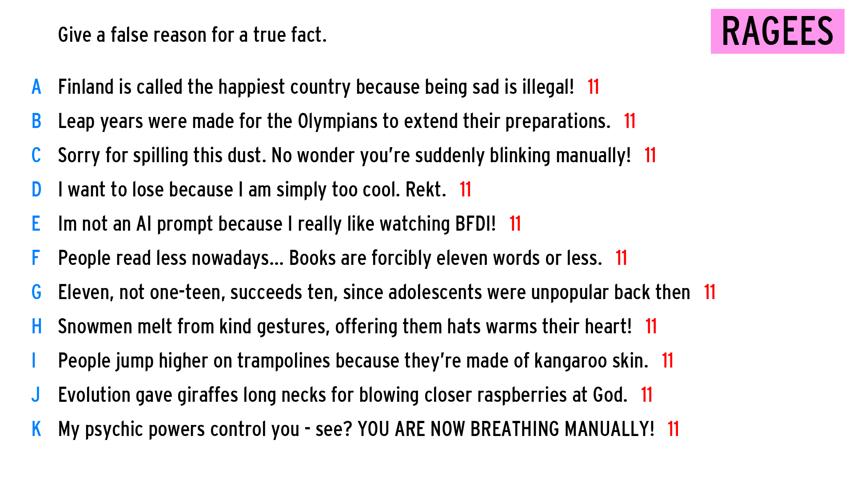 Give a false reason for a true fact.
RAGEES
A Finland is called the happiest country because being sad is illegal! 11
B Leap years were made for the Olympians to extend their preparations. 11
C Sorry for spilling this dust. No wonder you're suddenly blinking manually! 11
D I want to lose because I am simply too cool. Rekt. 11
E Im not an AI prompt because I really like watching BFDI! 11
F People read less nowadays... Books are forcibly eleven words or less. 11
G Eleven, not one-teen, succeeds ten, since adolescents were unpopular back then 11
H Snowmen melt from kind gestures, offering them hats warms their heart! 11
I People jump higher on trampolines because they're made of kangaroo skin. 11
J Evolution gave giraffes long necks for blowing closer raspberries at God. 11
K My psychic powers control you - see? YOU ARE NOW BREATHING MANUALLY! 11